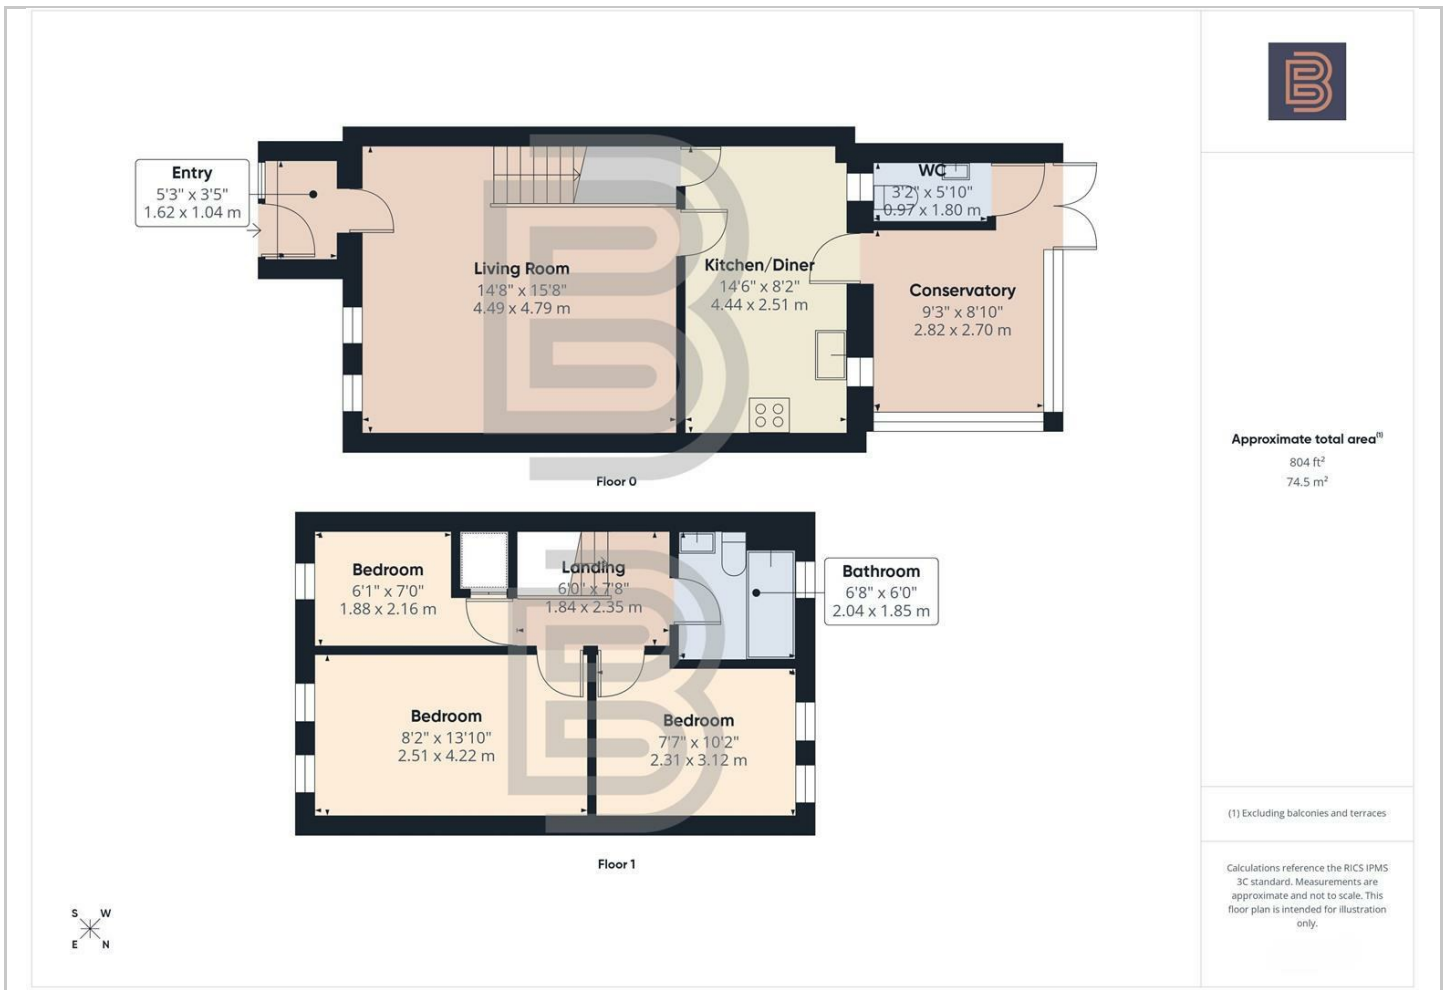 Entry
5'3" x 3'5"
1.62 x 1.04 m
WC
3'2" x 5'10"
0.97 x 1.80 m
Living Room
14'8" x 15'8"
4.49 x 4.79 m
Kitchen/Diner
14'6" x 8'2"
4.44 x 2.51 m
Conservatory
9'3" x 8'10"
2.82 x 2.70 m
Floor 0
Bedroom
6'1" x 7'0"
1.88 x 2.16 m
Landing
6'0" x 7'8"
1.84 x 2.35 m
Bathroom
6'8" x 6'0"
2.04 x 1.85 m
Bedroom
8'2" x 13'10"
2.51 x 4.22 m
Bedroom
7'7" x 10'2"
2.31 x 3.12 m
Floor 1
S W
E N
B
Approximate total area(1)
804 ft²
74.5 m²
(1) Excluding balconies and terraces
Calculations reference the RICS IPMS
3C standard. Measurements are
approximate and not to scale. This
floor plan is intended for illustration
only.